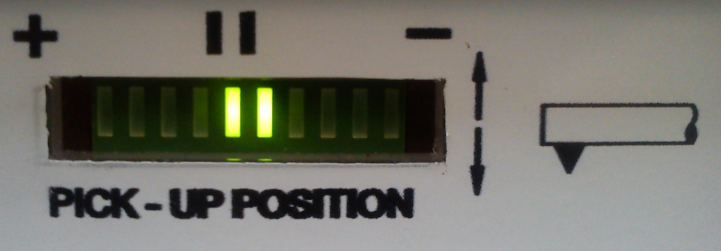 + || −
PICK - UP POSITION